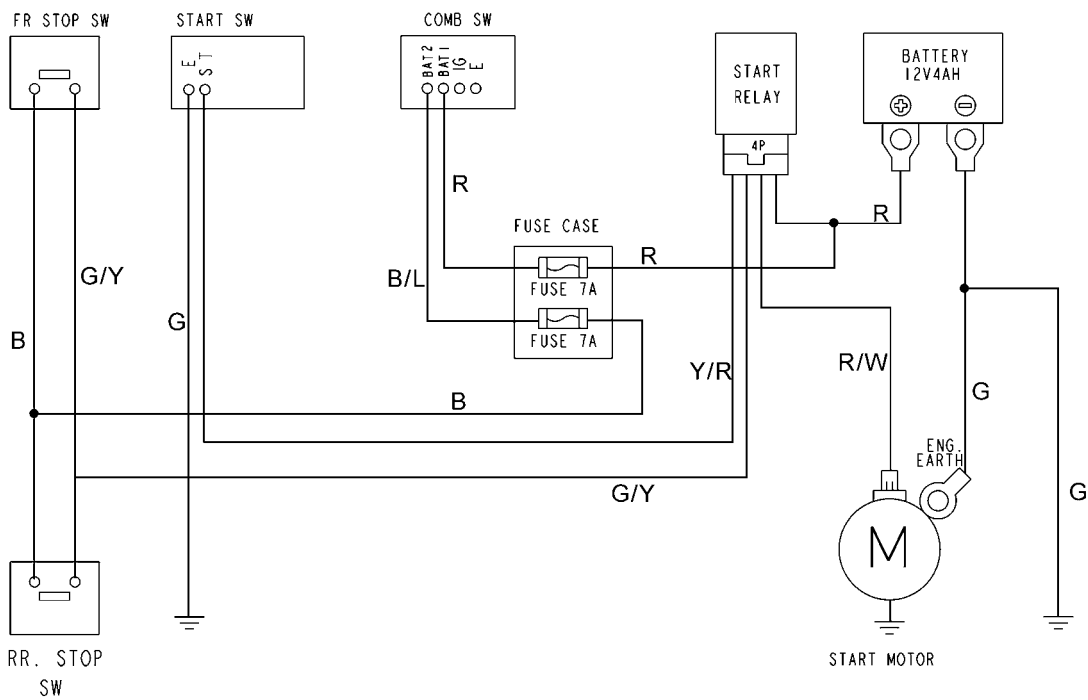 FR STOP SW
START SW
COMB SW
E
ST
BAT2
BAT1
IG
E
START
RELAY
4P
BATTERY
12V4AH
R
R
R
FUSE CASE
FUSE 7A
FUSE 7A
G/Y
B/L
B
G
Y/R
R/W
G
B
G/Y
ENG.
EARTH
G
M
RR. STOP
SW
START MOTOR